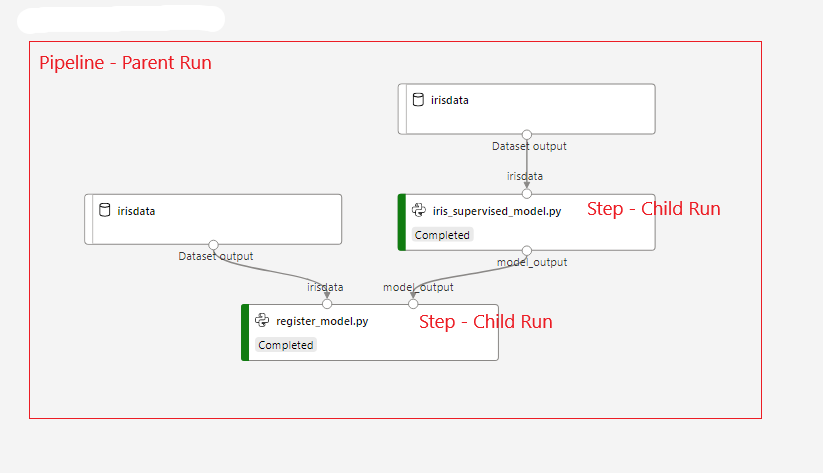 Pipeline - Parent Run
irisdata
Dataset output
irisdata
iris_supervised_model.py
Step - Child Run
Completed
model_output
irisdata
Dataset output
irisdata
model_output
register_model.py
Step - Child Run
Completed